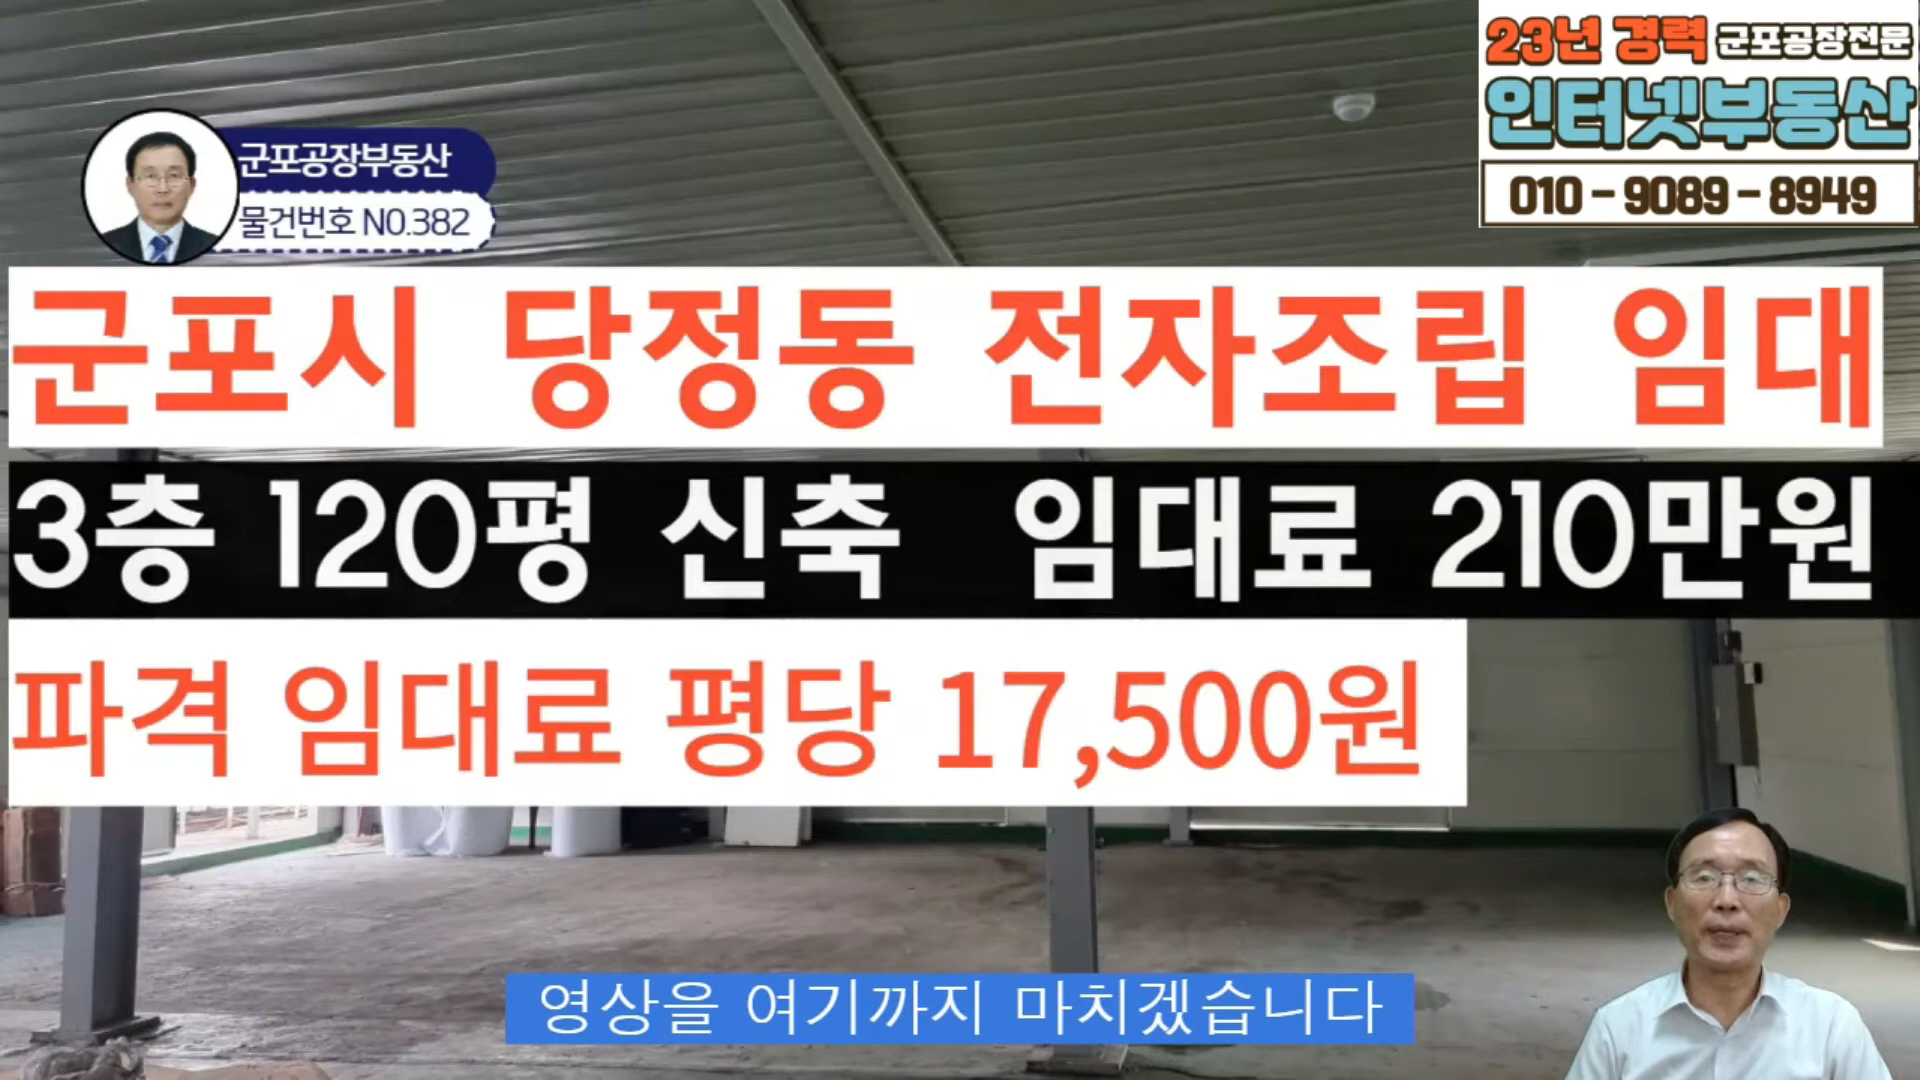 23년 경력 군포공장전문
인터넷부동산
010 - 9089 - 8949
군포공장부동산
물건번호 NO.382
군포시 당정동 전자조립 임대
3층 120평 신축 임대료 210만원
파격 임대료 평당 17,500원
영상을 여기까지 마치겠습니다